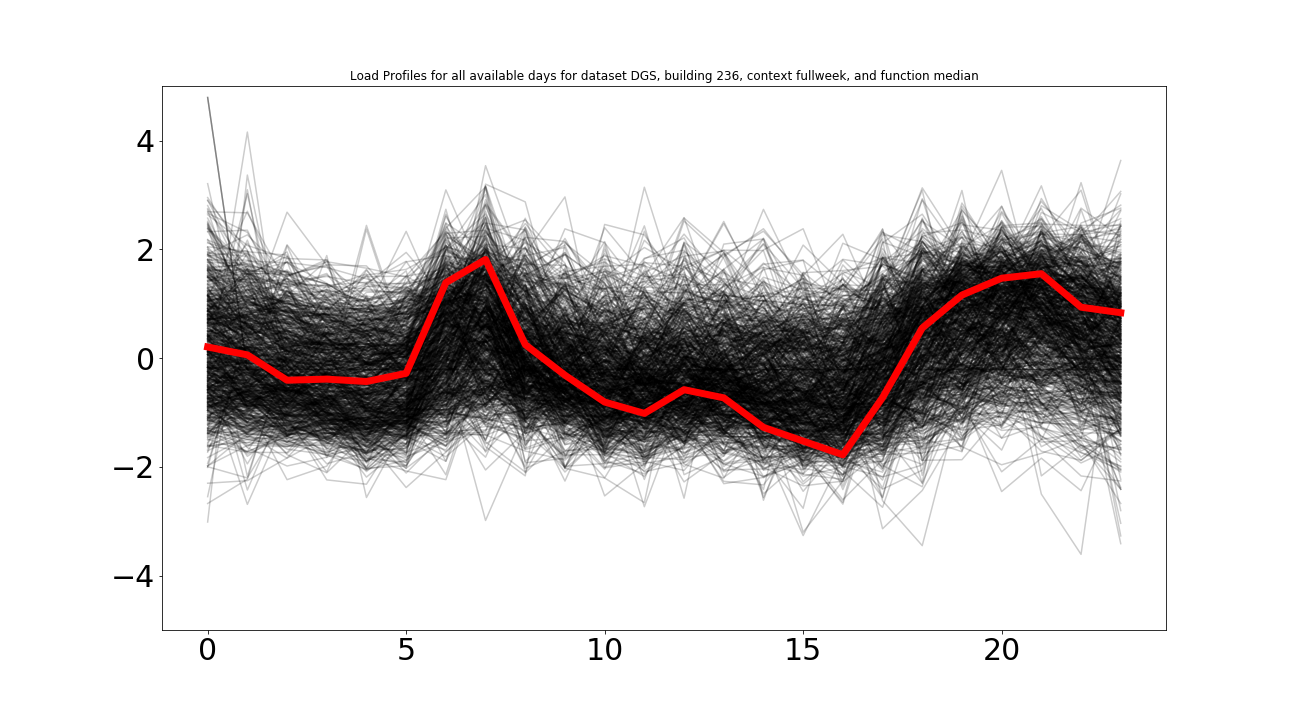 Load Profiles for all available days for dataset DGS, building 236, context fullweek, and function median
4
2
0
−2
−4
0 5 10 15 20